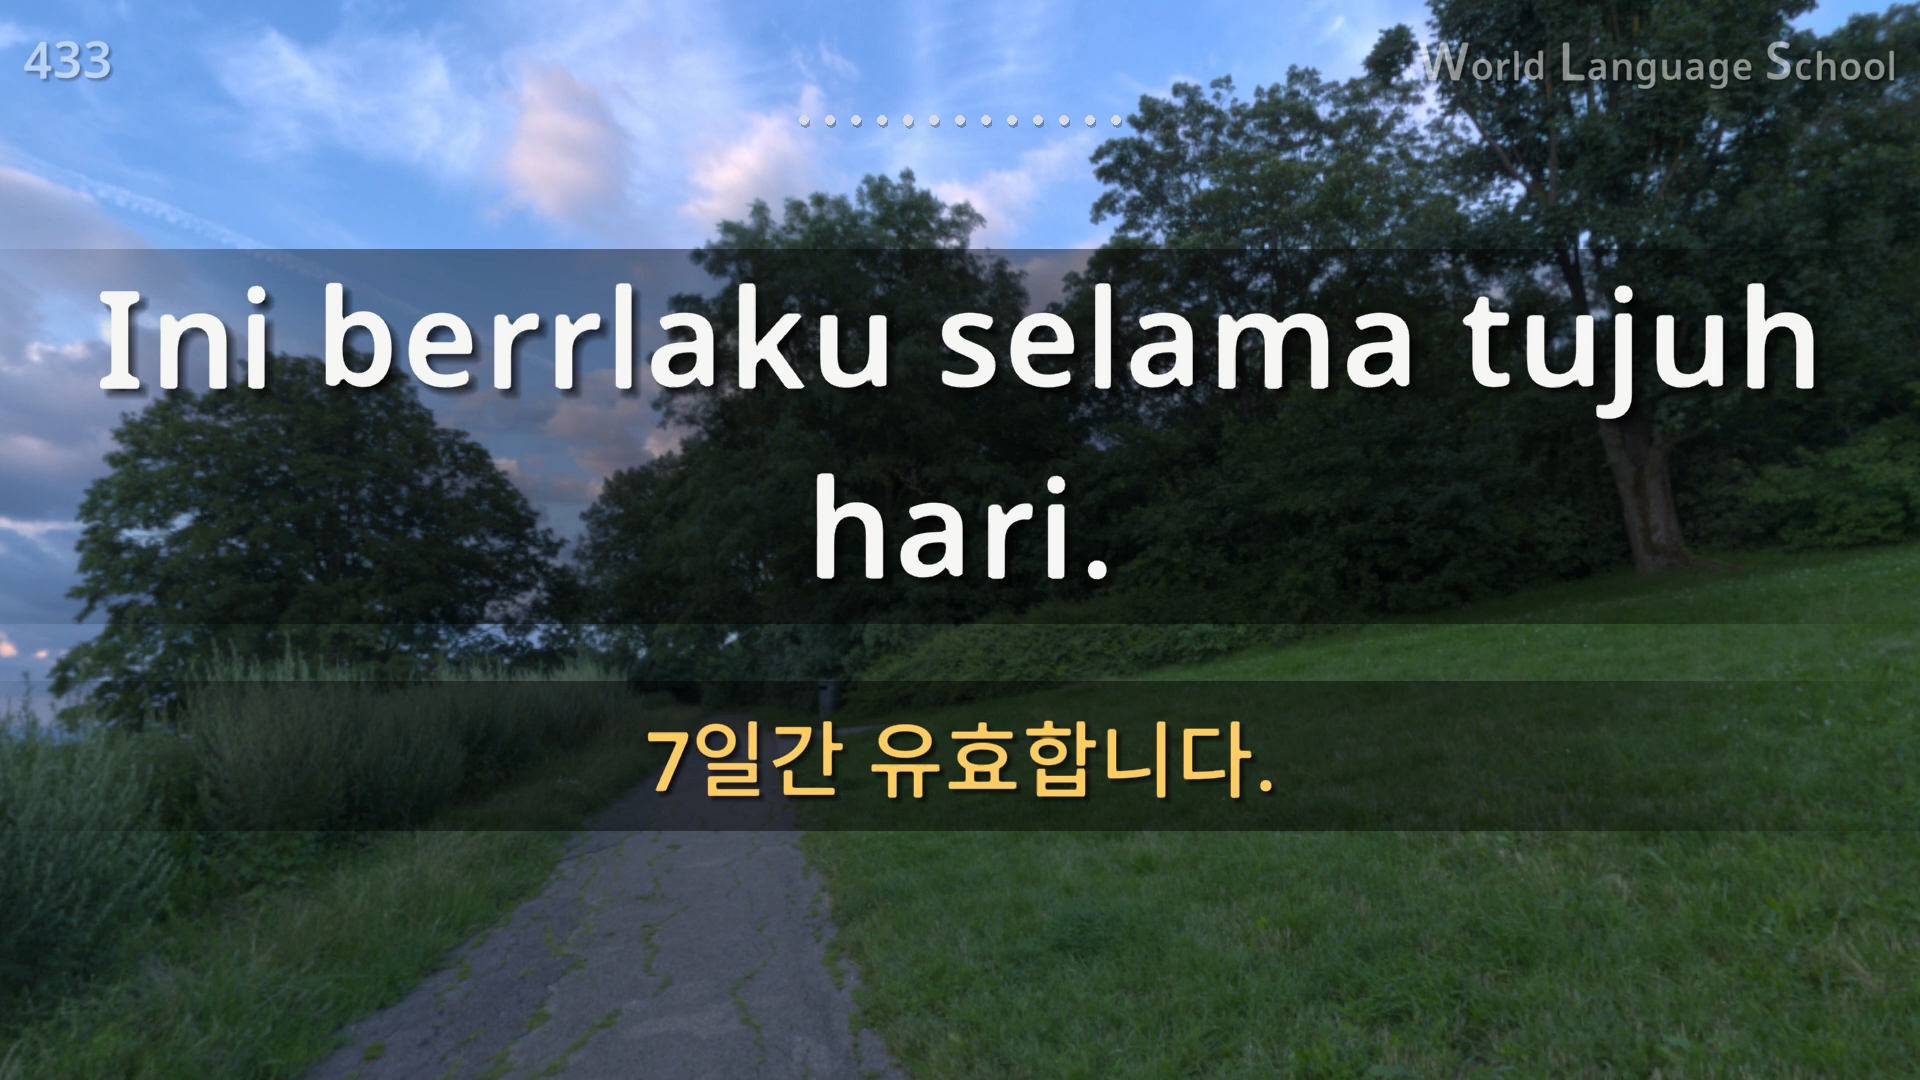 433
World Language School
Ini berrlaku selama tujuh
hari.
7일간 유효합니다.